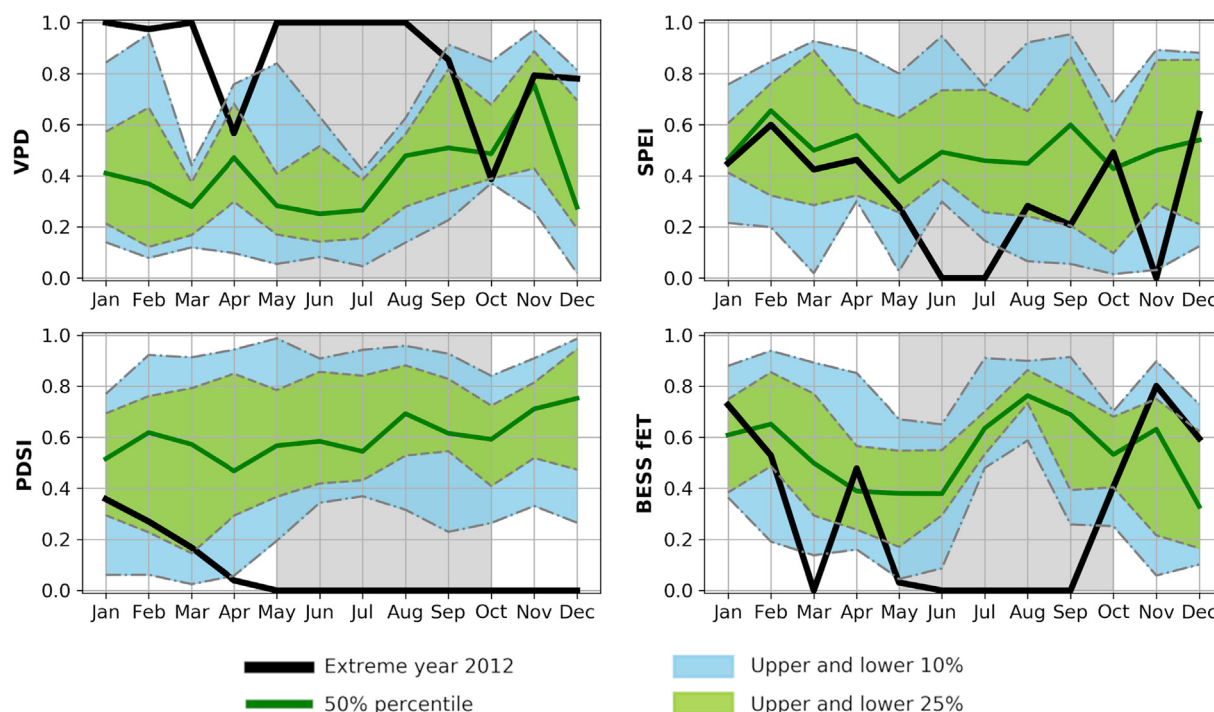 VPD
1.0
0.8
0.6
0.4
0.2
0.0
Jan Feb Mar Apr May Jun Jul Aug Sep Oct Nov Dec
SPEI
1.0
0.8
0.6
0.4
0.2
0.0
Jan Feb Mar Apr May Jun Jul Aug Sep Oct Nov Dec
PDSI
1.0
0.8
0.6
0.4
0.2
0.0
Jan Feb Mar Apr May Jun Jul Aug Sep Oct Nov Dec
BESS fET
1.0
0.8
0.6
0.4
0.2
0.0
Jan Feb Mar Apr May Jun Jul Aug Sep Oct Nov Dec
Extreme year 2012
50% percentile
Upper and lower 10%
Upper and lower 25%